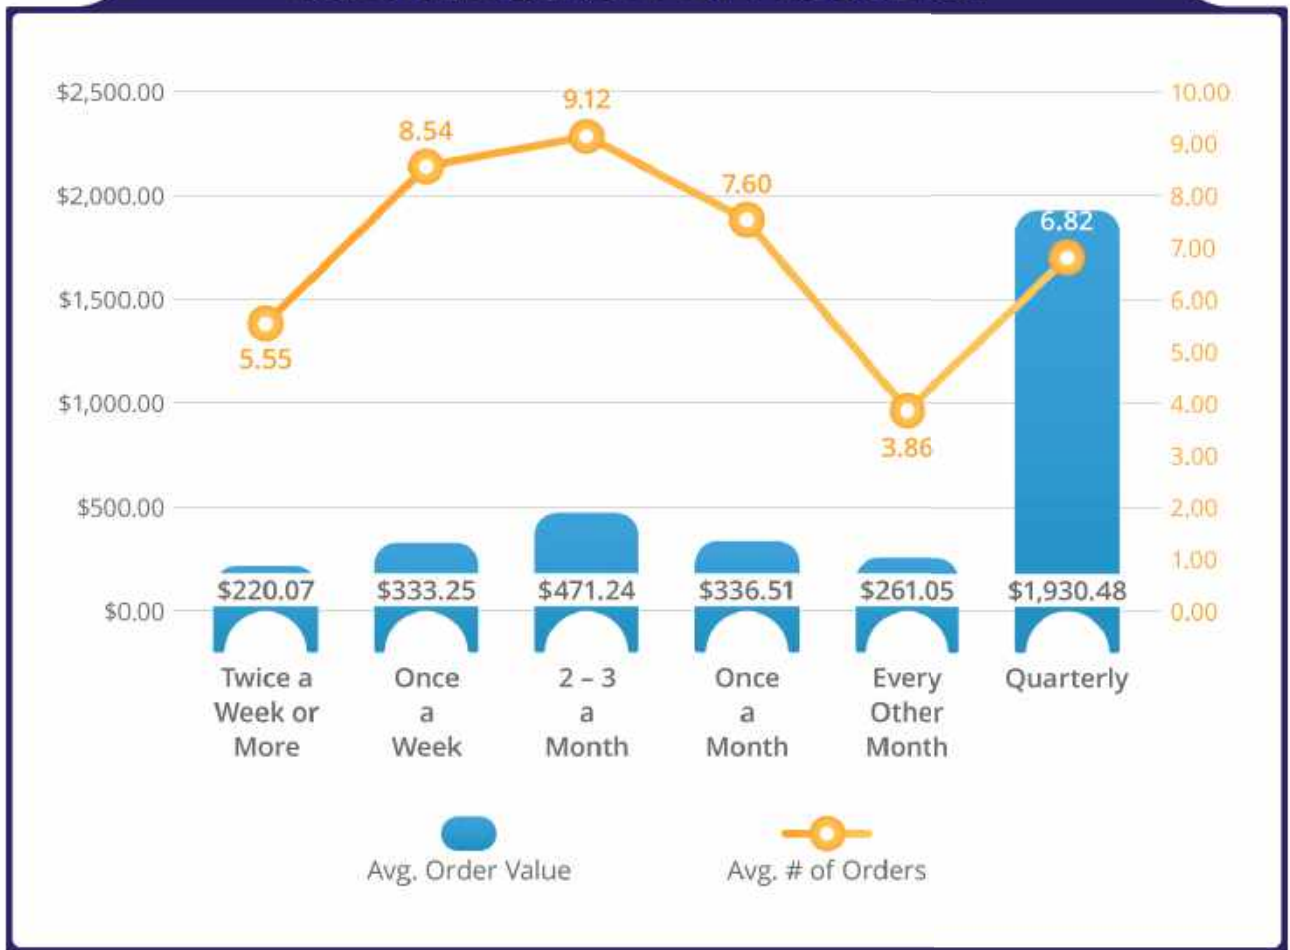 $2,500.00
$2,000.00
$1,500.00
$1,000.00
$500.00
$0.00
10.00
9.00
8.00
7.00
6.00
5.00
4.00
3.00
2.00
1.00
0.00
5.55
8.54
9.12
7.60
3.86
6.82
$220.07
$333.25
$471.24
$336.51
$261.05
$1,930.48
Twice a
Week or
More
Once
a
Week
2 – 3
a
Month
Once
a
Month
Every
Other
Month
Quarterly
Avg. Order Value
Avg. # of Orders